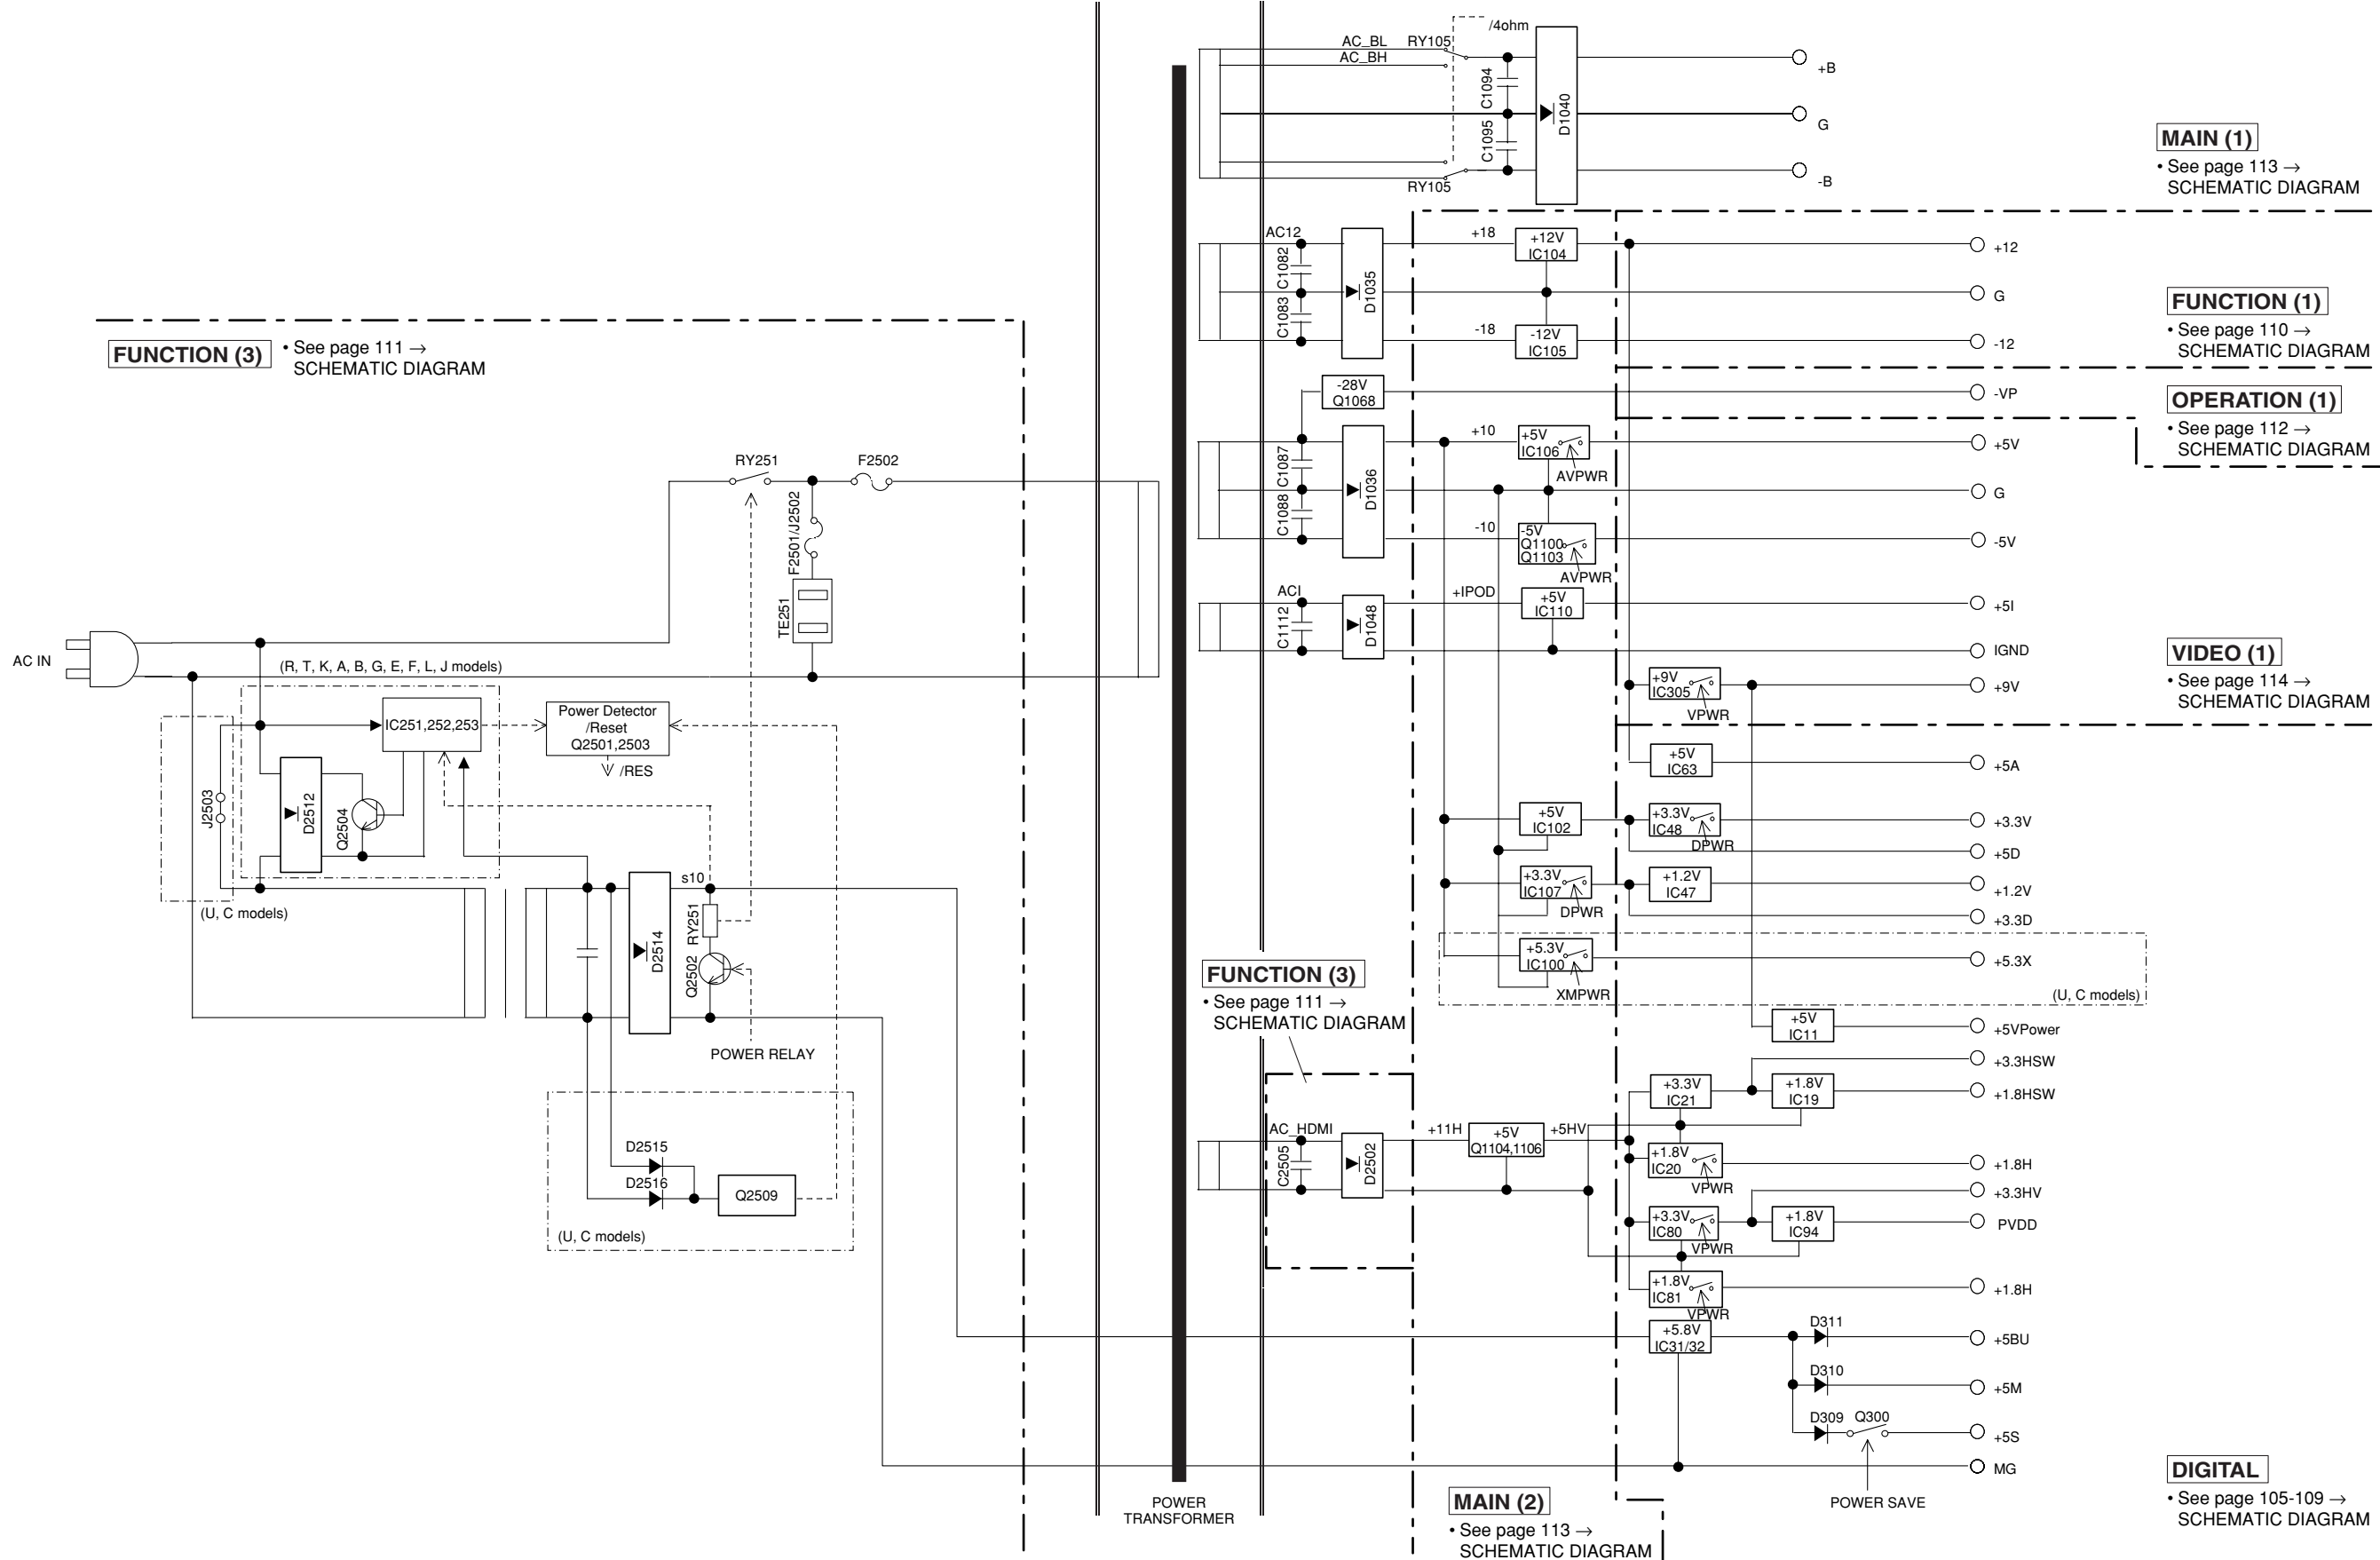 /4ohm
AC_BL
RY105
AC_BH
C1094
D1040
+B
G
C1095
RY105
-B
MAIN (1)
• See page 113 →
SCHEMATIC DIAGRAM
AC12
+18
+12V
IC104
+12
C1082
D1035
G
C1083
-18
-12V
IC105
-12
FUNCTION (1)
• See page 110 →
SCHEMATIC DIAGRAM
FUNCTION (3)
• See page 111 →
SCHEMATIC DIAGRAM
-28V
Q1068
-VP
OPERATION (1)
• See page 112 →
SCHEMATIC DIAGRAM
+10
+5V
IC106
AVPWR
+5V
C1087
D1036
G
C1088
-10
-5V
Q1100
Q1103
AVPWR
-5V
RY251
F2502
F2501/J2502
TE251
ACI
+IPOD
+5V
IC110
+5I
C1112
D1048
IGND
AC IN
(R, T, K, A, B, G, E, F, L, J models)
VIDEO (1)
• See page 114 →
SCHEMATIC DIAGRAM
+9V
IC305
VPWR
+9V
IC251,252,253
Power Detector
/Reset
Q2501,2503
/RES
+5V
IC63
+5A
J2503
D2512
Q2504
+5V
IC102
+3.3V
IC48
DPWR
+3.3V
+5D
+3.3V
IC107
DPWR
+1.2V
IC47
+1.2V
+3.3D
(U, C models)
s10
D2514
RY251
Q2502
POWER RELAY
+5.3V
IC100
XMPWR
+5.3X
(U, C models)
FUNCTION (3)
• See page 111 →
SCHEMATIC DIAGRAM
+5V
IC11
+5VPower
+3.3HSW
+3.3V
IC21
+1.8V
IC19
+1.8HSW
AC_HDMI
+11H
+5V
Q1104,1106
+5HV
C2505
D2502
+1.8V
IC20
VPWR
+1.8H
+3.3HV
D2515
D2516
Q2509
(U, C models)
+3.3V
IC80
VPWR
+1.8V
IC94
PVDD
+1.8V
IC81
VPWR
+1.8H
+5.8V
IC31/32
D311
+5BU
D310
+5M
D309
Q300
+5S
MG
POWER SAVE
POWER
TRANSFORMER
MAIN (2)
• See page 113 →
SCHEMATIC DIAGRAM
DIGITAL
• See page 105-109 →
SCHEMATIC DIAGRAM